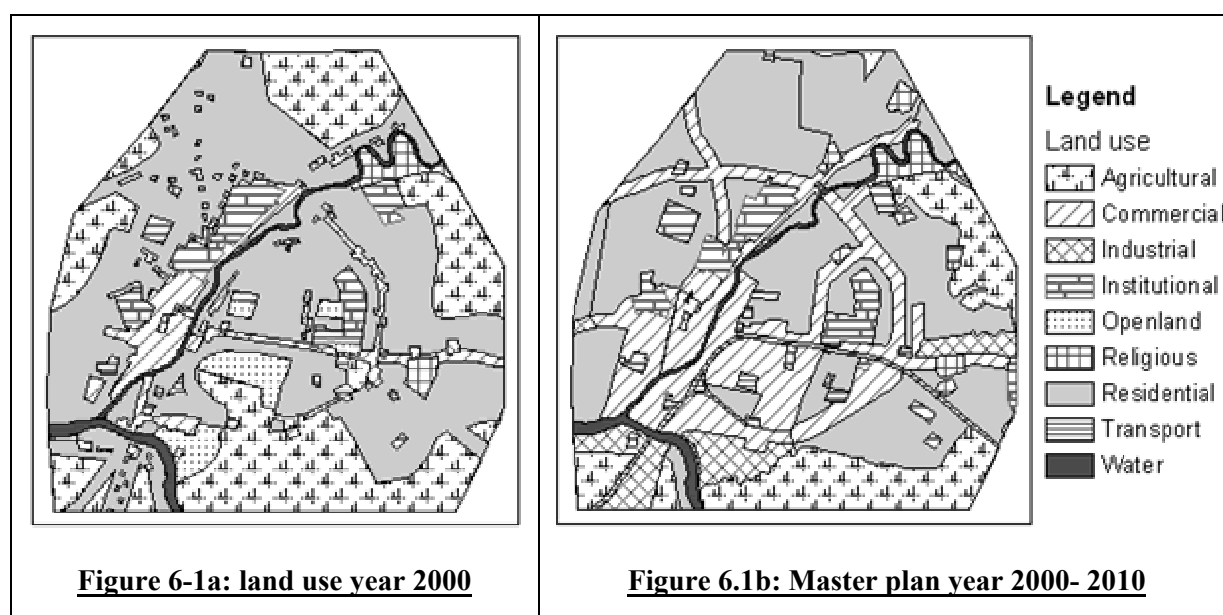 Legend
Land use
Agricultural
Commercial
Industrial
Institutional
Openland
Religious
Residential
Transport
Water
Figure 6-1a: land use year 2000
Figure 6.1b: Master plan year 2000- 2010